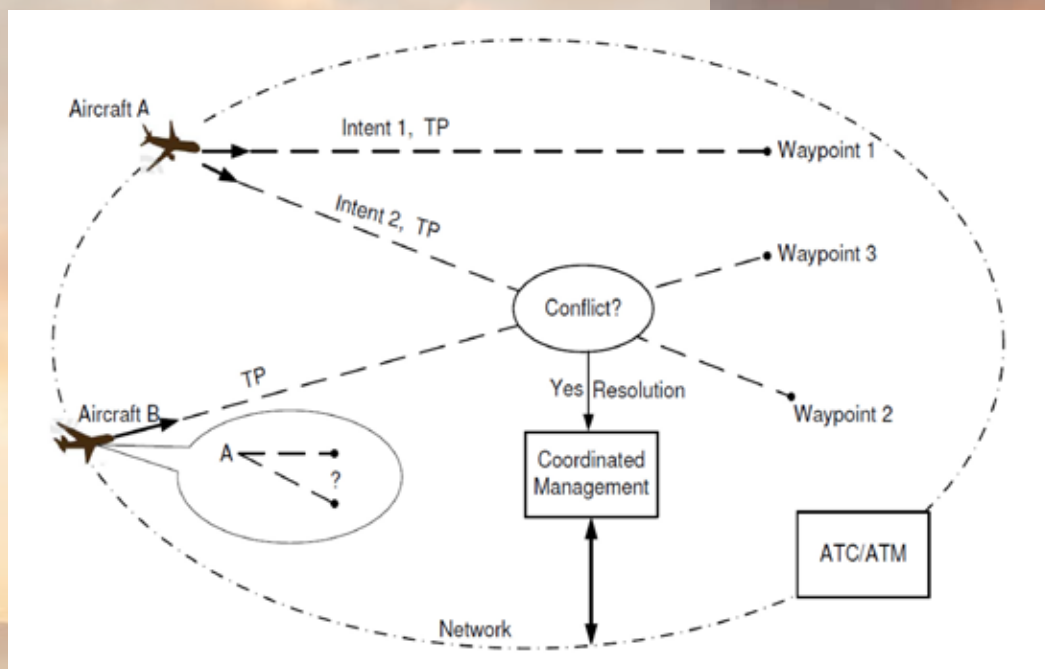 Aircraft A
Intent 1, TP
Waypoint 1
Intent 2, TP
Waypoint 3
Conflict?
TP
Yes Resolution
Waypoint 2
Aircraft B
A
?
Coordinated
Management
ATC/ATM
Network